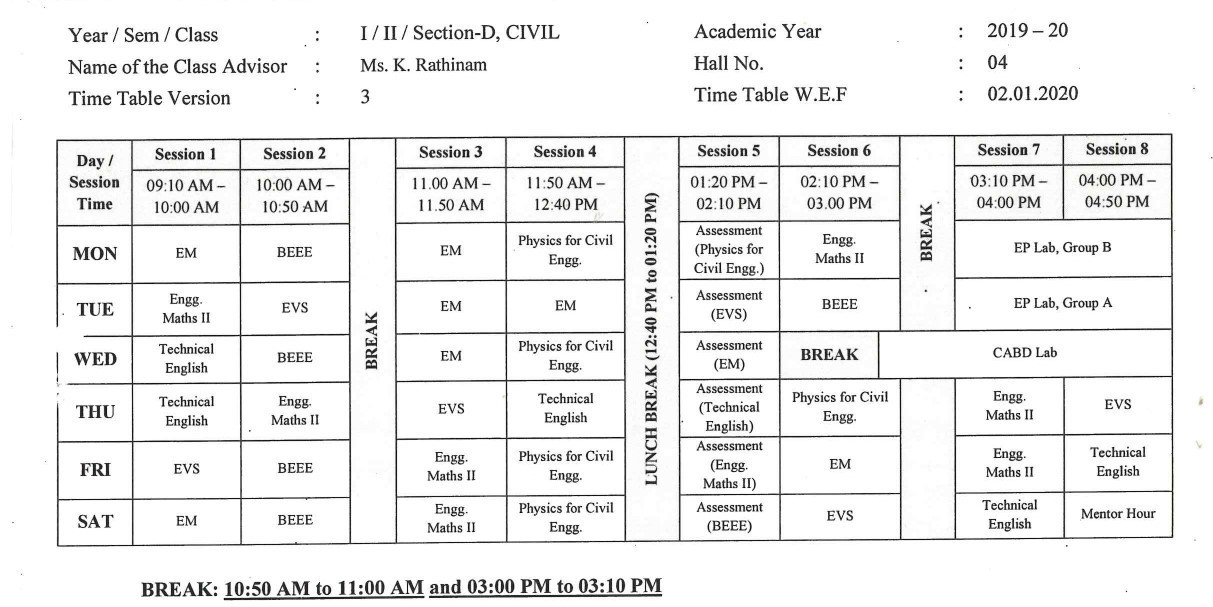 Year / Sem / Class : I / II / Section-D, CIVIL Academic Year : 2019 – 20
Name of the Class Advisor : Ms. K. Rathinam Hall No. : 04
Time Table Version : 3 Time Table W.E.F : 02.01.2020
Day / Session Time
Session 1 Session 2 BREAK Session 3 Session 4 LUNCH BREAK (12:40 PM to 01:20 PM) Session 5 Session 6 BREAK Session 7 Session 8
09:10 AM – 10:00 AM 10:00 AM – 10:50 AM 11.00 AM – 11.50 AM 11:50 AM – 12:40 PM 01:20 PM – 02:10 PM 02:10 PM – 03.00 PM 03:10 PM – 04:00 PM 04:00 PM – 04:50 PM
MON EM BEEE EM Physics for Civil Engg. Assessment (Physics for Civil Engg.) Engg. Maths II EP Lab, Group B
TUE Engg. Maths II EVS EM EM Assessment (EVS) BEEE EP Lab, Group A
WED Technical English BEEE EM Physics for Civil Engg. Assessment (EM) BREAK CABD Lab
THU Technical English Engg. Maths II EVS Technical English Assessment (Technical English) Physics for Civil Engg. Engg. Maths II EVS
FRI EVS BEEE Engg. Maths II Physics for Civil Engg. Assessment (Engg. Maths II) EM Engg. Maths II Technical English
SAT EM BEEE Engg. Maths II Physics for Civil Engg. Assessment (BEEE) EVS Technical English Mentor Hour
BREAK: 10:50 AM to 11:00 AM and 03:00 PM to 03:10 PM